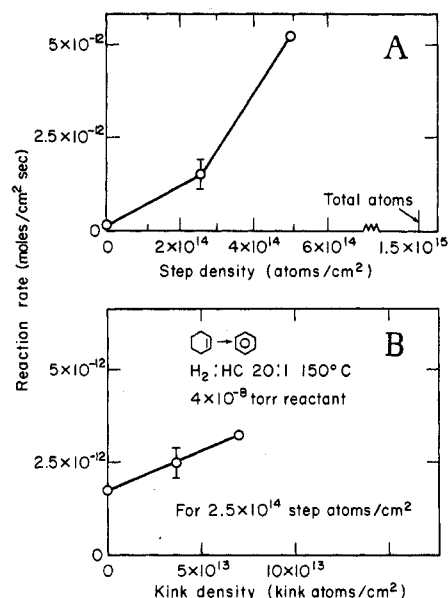 A
5×10⁻¹²
2.5×10⁻¹²
0
Total atoms
0 2×10¹⁴ 4×10¹⁴ 6×10¹⁴ 1.5×10¹⁵
Step density (atoms/cm²)
Reaction rate (moles/cm² sec)
B
H₂:HC 20:1 150°C
4×10⁻⁸ torr reactant
5×10⁻¹²
2.5×10⁻¹²
For 2.5×10¹⁴ step atoms/cm²
0
0 5×10¹³ 10×10¹³
Kink density (kink atoms/cm²)